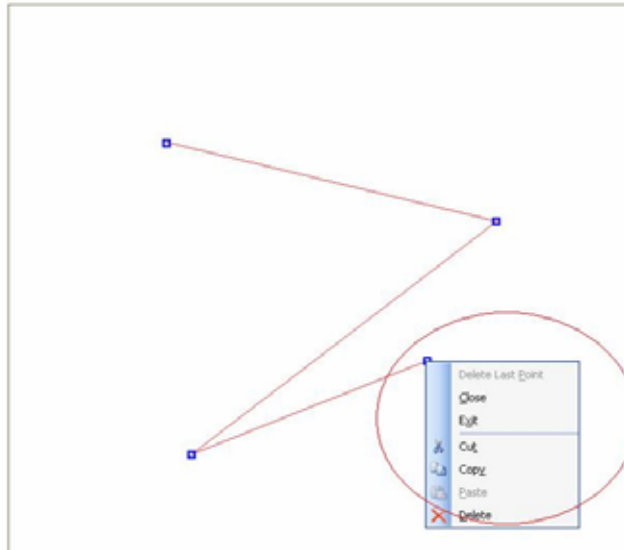 Delete Last Point
Close
Exit
Cut
Copy
Paste
Delete